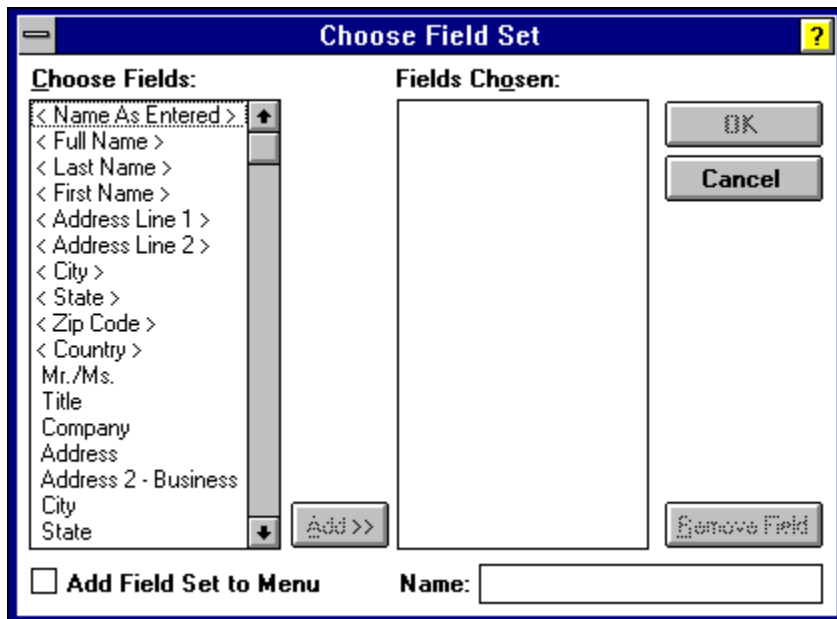 Choose Field Set ?
Choose Fields: Fields Chosen:
< Name As Entered >
< Full Name >
< Last Name >
< First Name >
< Address Line 1 >
< Address Line 2 >
< City >
< State >
< Zip Code >
< Country >
Mr./Ms.
Title
Company
Address
Address 2 - Business
City
State
OK
Cancel
Add >>
Remove Field
Add Field Set to Menu Name: